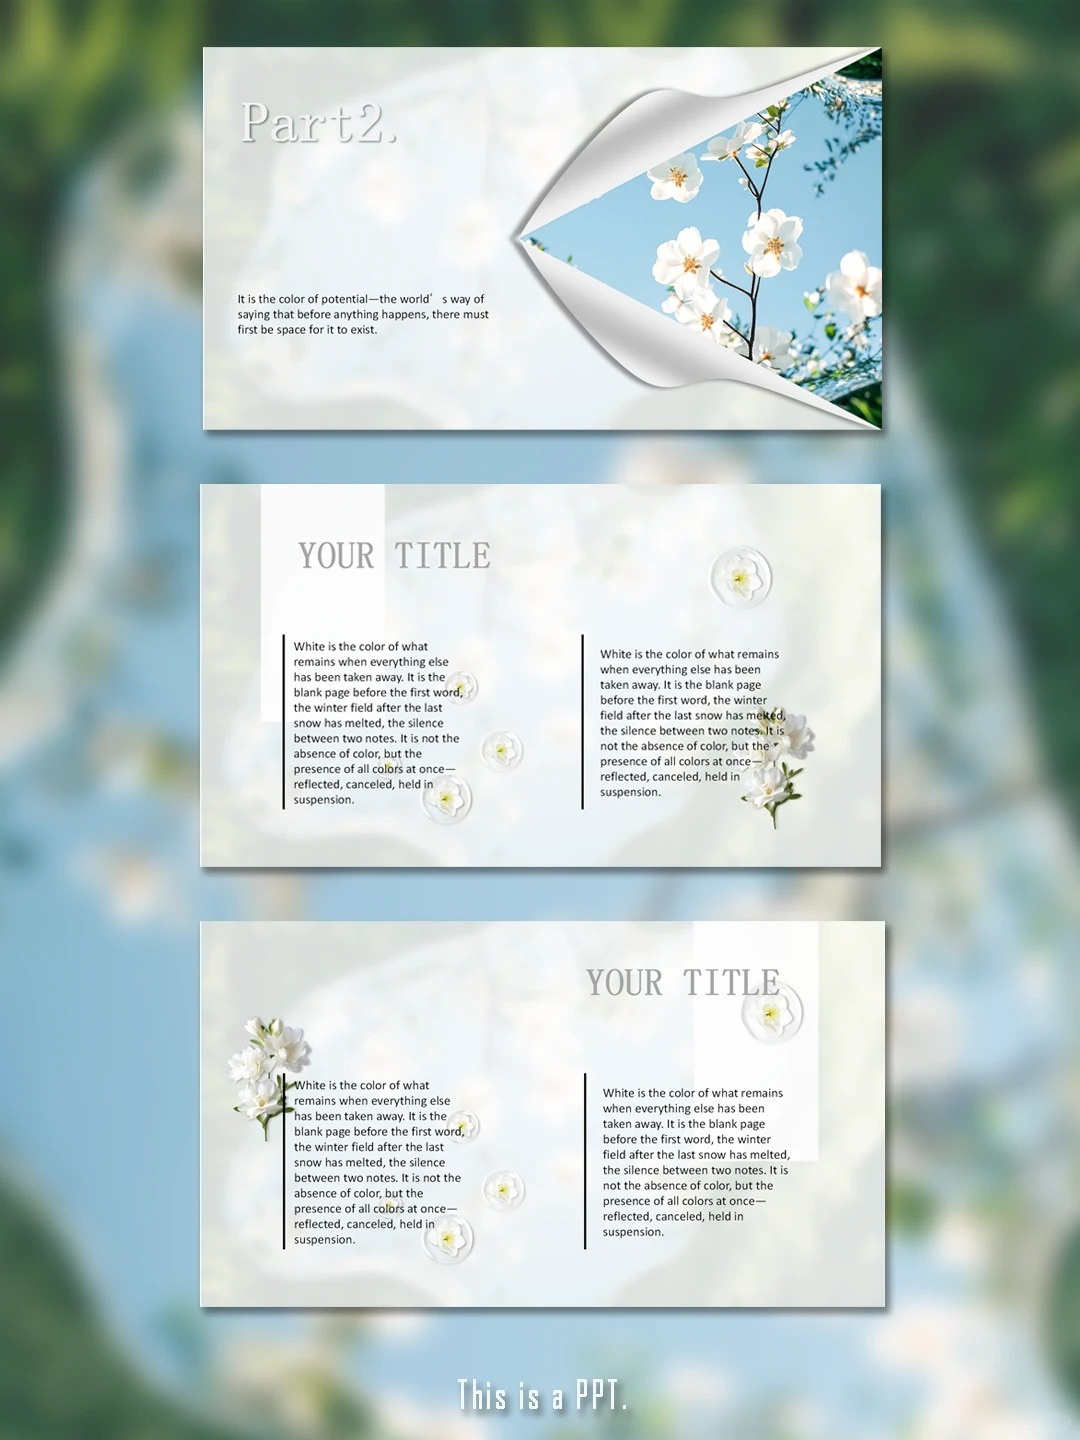 Part2.
It is the color of potential—the world’s way of
saying that before anything happens, there must
first be space for it to exist.
YOUR TITLE
White is the color of what
remains when everything else
has been taken away. It is the
blank page before the first word,
the winter field after the last
snow has melted, the silence
between two notes. It is not the
absence of color, but the
presence of all colors at once—
reflected, canceled, held in
suspension.
White is the color of what remains
when everything else has been
taken away. It is the blank page
before the first word, the winter
field after the last snow has melted,
the silence between two notes. It is
not the absence of color, but the
presence of all colors at once—
reflected, canceled, held in
suspension.
YOUR TITLE
White is the color of what
remains when everything else
has been taken away. It is the
blank page before the first word,
the winter field after the last
snow has melted, the silence
between two notes. It is not the
absence of color, but the
presence of all colors at once—
reflected, canceled, held in
suspension.
White is the color of what remains
when everything else has been
taken away. It is the blank page
before the first word, the winter
field after the last snow has melted,
the silence between two notes. It is
not the absence of color, but the
presence of all colors at once—
reflected, canceled, held in
suspension.
This is a PPT.